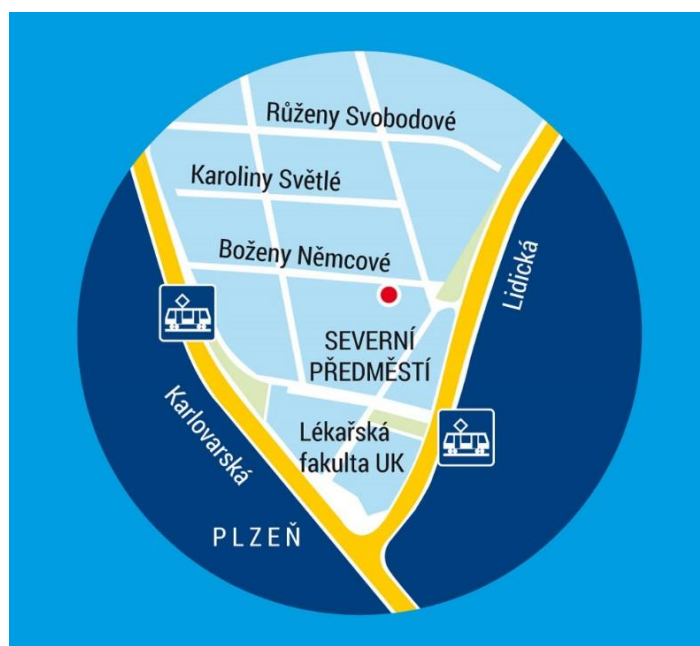 Růženy Svobodové
Karoliny Světlé
Boženy Němcové
Lidická
SEVERNÍ
PŘEDMĚSTÍ
Karlovarská
Lékařská
fakulta UK
PLZEŇ